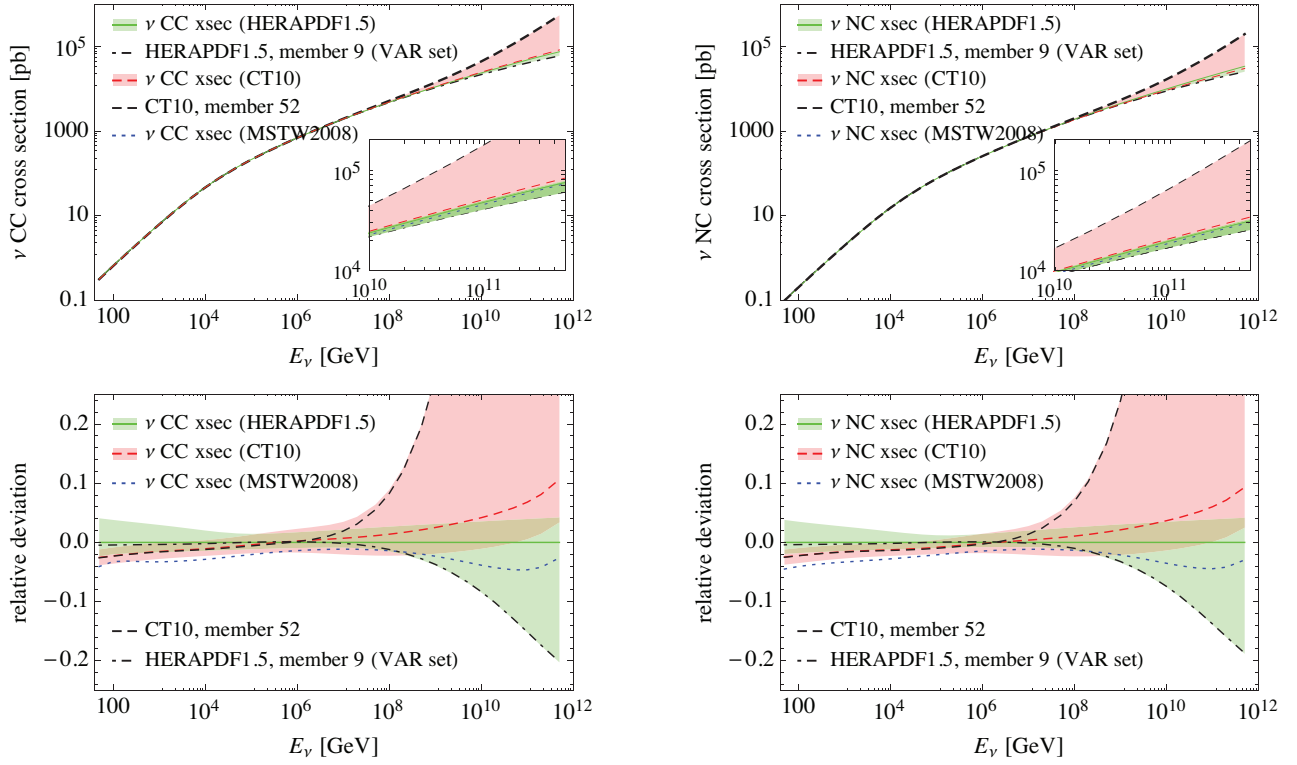 ν CC xsec (HERAPDF1.5)
HERAPDF1.5, member 9 (VAR set)
ν CC xsec (CT10)
CT10, member 52
ν CC xsec (MSTW2008)
10^5
1000
10
0.1
ν CC cross section [pb]
10^5
10^4
10^10
10^11
100
10^4
10^6
10^8
10^10
10^12
E_ν [GeV]
ν NC xsec (HERAPDF1.5)
HERAPDF1.5, member 9 (VAR set)
ν NC xsec (CT10)
CT10, member 52
ν NC xsec (MSTW2008)
10^5
1000
10
0.1
ν NC cross section [pb]
10^5
10^4
10^10
10^11
100
10^4
10^6
10^8
10^10
10^12
E_ν [GeV]
ν CC xsec (HERAPDF1.5)
ν CC xsec (CT10)
ν CC xsec (MSTW2008)
0.2
0.1
0.0
−0.1
−0.2
relative deviation
CT10, member 52
HERAPDF1.5, member 9 (VAR set)
100
10^4
10^6
10^8
10^10
10^12
E_ν [GeV]
ν NC xsec (HERAPDF1.5)
ν NC xsec (CT10)
ν NC xsec (MSTW2008)
0.2
0.1
0.0
−0.1
−0.2
relative deviation
CT10, member 52
HERAPDF1.5, member 9 (VAR set)
100
10^4
10^6
10^8
10^10
10^12
E_ν [GeV]